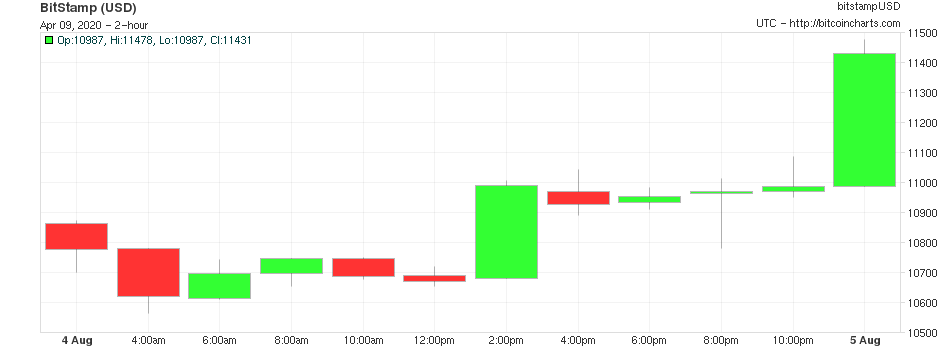 BitStamp (USD)
bitstampUSD
Apr 09, 2020 - 2-hour
UTC - http://bitcoincharts.com
Op:10987, Hi:11478, Lo:10987, Cl:11431
11500
11400
11300
11200
11100
11000
10900
10800
10700
10600
10500
4 Aug 4:00am 6:00am 8:00am 10:00am 12:00pm 2:00pm 4:00pm 6:00pm 8:00pm 10:00pm 5 Aug